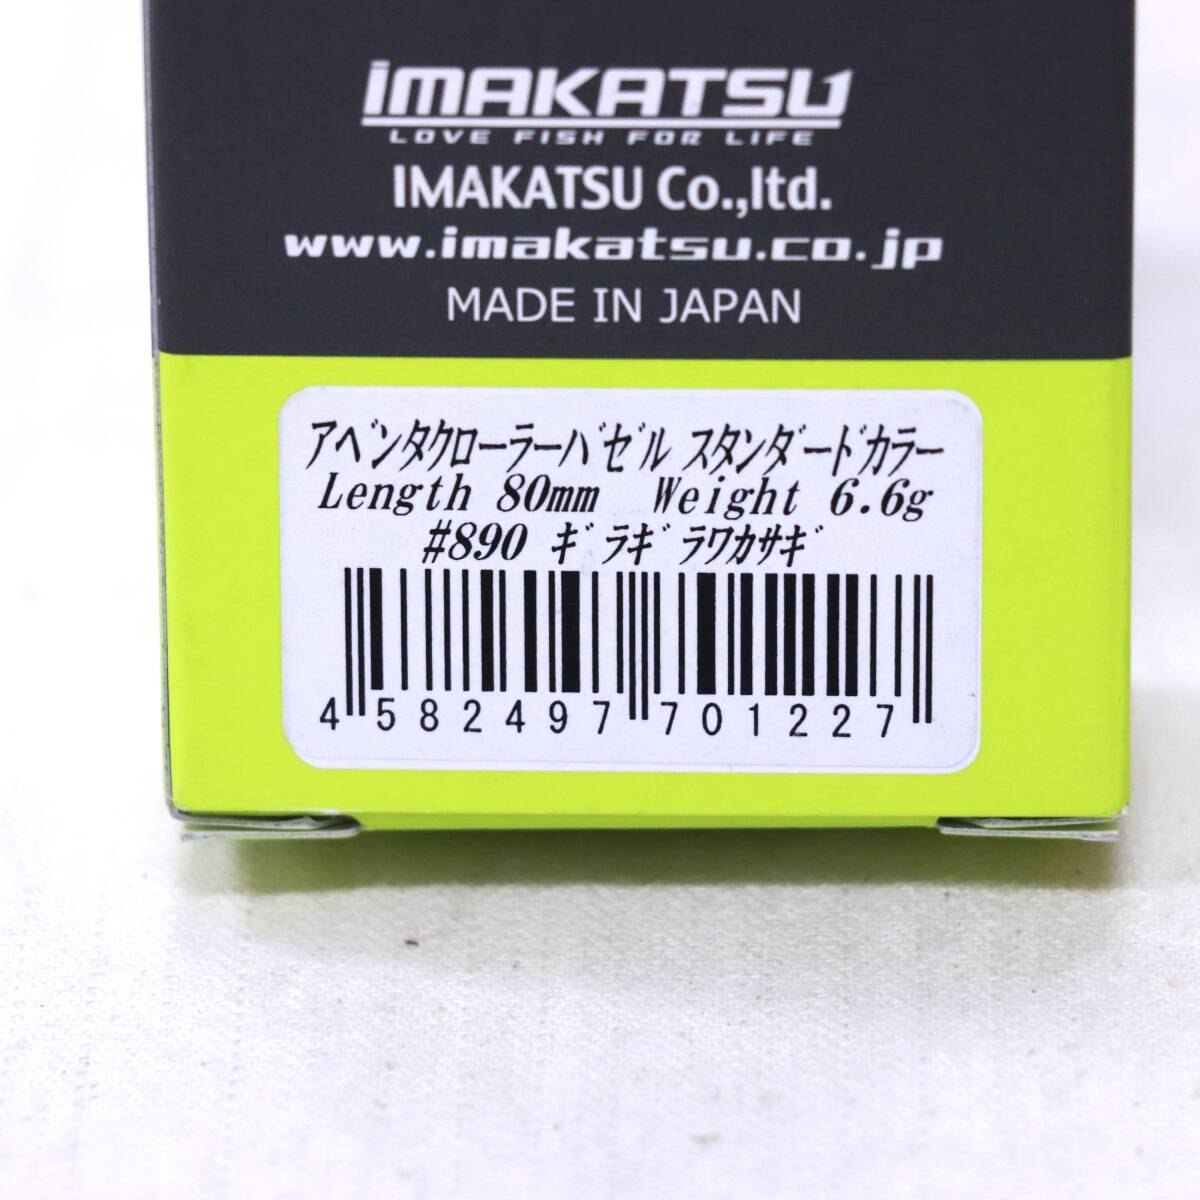 IMAKATSU
LOVE FISH FOR LIFE
IMAKATSU Co.,ltd.
www.imakatsu.co.jp
MADE IN JAPAN
アベンタクローラーバゼル スタンダードカラー
Length 80mm Weight 6.6g
#890 ギラギラワカサギ
4 582497 701227